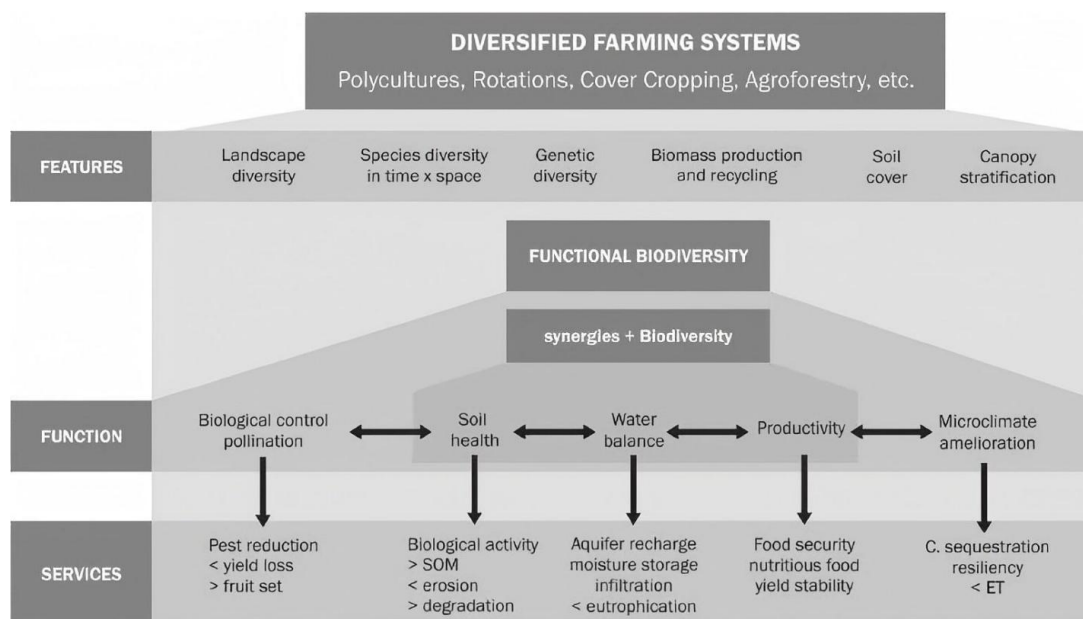 DIVERSIFIED FARMING SYSTEMS
Polycultures, Rotations, Cover Cropping, Agroforestry, etc.
FEATURES
Landscape
diversity
Species diversity
in time x space
Genetic
diversity
Biomass production
and recycling
Soil
cover
Canopy
stratification
FUNCTIONAL BIODIVERSITY
synergies + Biodiversity
FUNCTION
Biological control
pollination
Soil
health
Water
balance
Productivity
Microclimate
amelioration
SERVICES
Pest reduction
< yield loss
> fruit set
Biological activity
> SOM
< erosion
> degradation
Aquifer recharge
moisture storage
infiltration
< eutrophication
Food security
nutritious food
yield stability
C. sequestration
resiliency
< ET